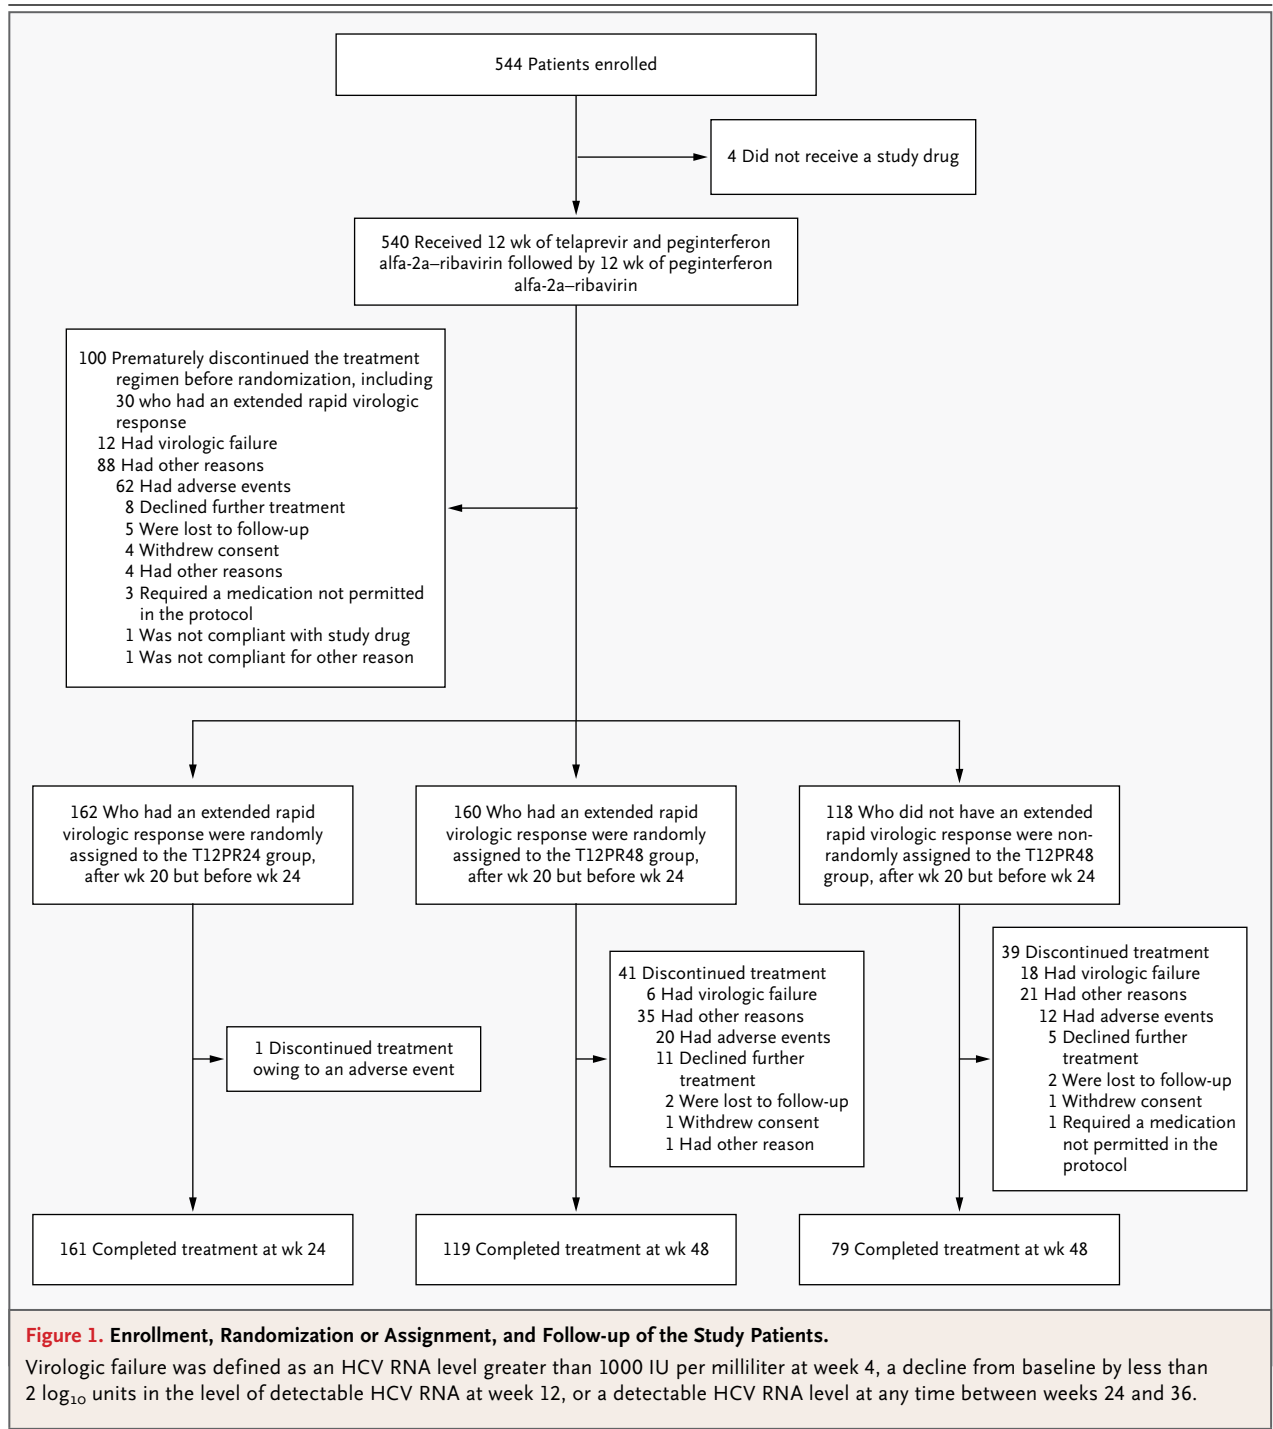 544 Patients enrolled
4 Did not receive a study drug
540 Received 12 wk of telaprevir and peginterferon
alfa-2a–ribavirin followed by 12 wk of peginterferon
alfa-2a–ribavirin
100 Prematurely discontinued the treatment
regimen before randomization, including
30 who had an extended rapid virologic
response
12 Had virologic failure
88 Had other reasons
62 Had adverse events
8 Declined further treatment
5 Were lost to follow-up
4 Withdrew consent
4 Had other reasons
3 Required a medication not permitted
in the protocol
1 Was not compliant with study drug
1 Was not compliant for other reason
162 Who had an extended rapid
virologic response were randomly
assigned to the T12PR24 group,
after wk 20 but before wk 24
160 Who had an extended rapid
virologic response were randomly
assigned to the T12PR48 group,
after wk 20 but before wk 24
118 Who did not have an extended
rapid virologic response were non-
randomly assigned to the T12PR48
group, after wk 20 but before wk 24
1 Discontinued treatment
owing to an adverse event
41 Discontinued treatment
6 Had virologic failure
35 Had other reasons
20 Had adverse events
11 Declined further
treatment
2 Were lost to follow-up
1 Withdrew consent
1 Had other reason
39 Discontinued treatment
18 Had virologic failure
21 Had other reasons
12 Had adverse events
5 Declined further
treatment
2 Were lost to follow-up
1 Withdrew consent
1 Required a medication
not permitted in the
protocol
161 Completed treatment at wk 24
119 Completed treatment at wk 48
79 Completed treatment at wk 48
Figure 1. Enrollment, Randomization or Assignment, and Follow-up of the Study Patients.
Virologic failure was defined as an HCV RNA level greater than 1000 IU per milliliter at week 4, a decline from baseline by less than
2 log₁₀ units in the level of detectable HCV RNA at week 12, or a detectable HCV RNA level at any time between weeks 24 and 36.